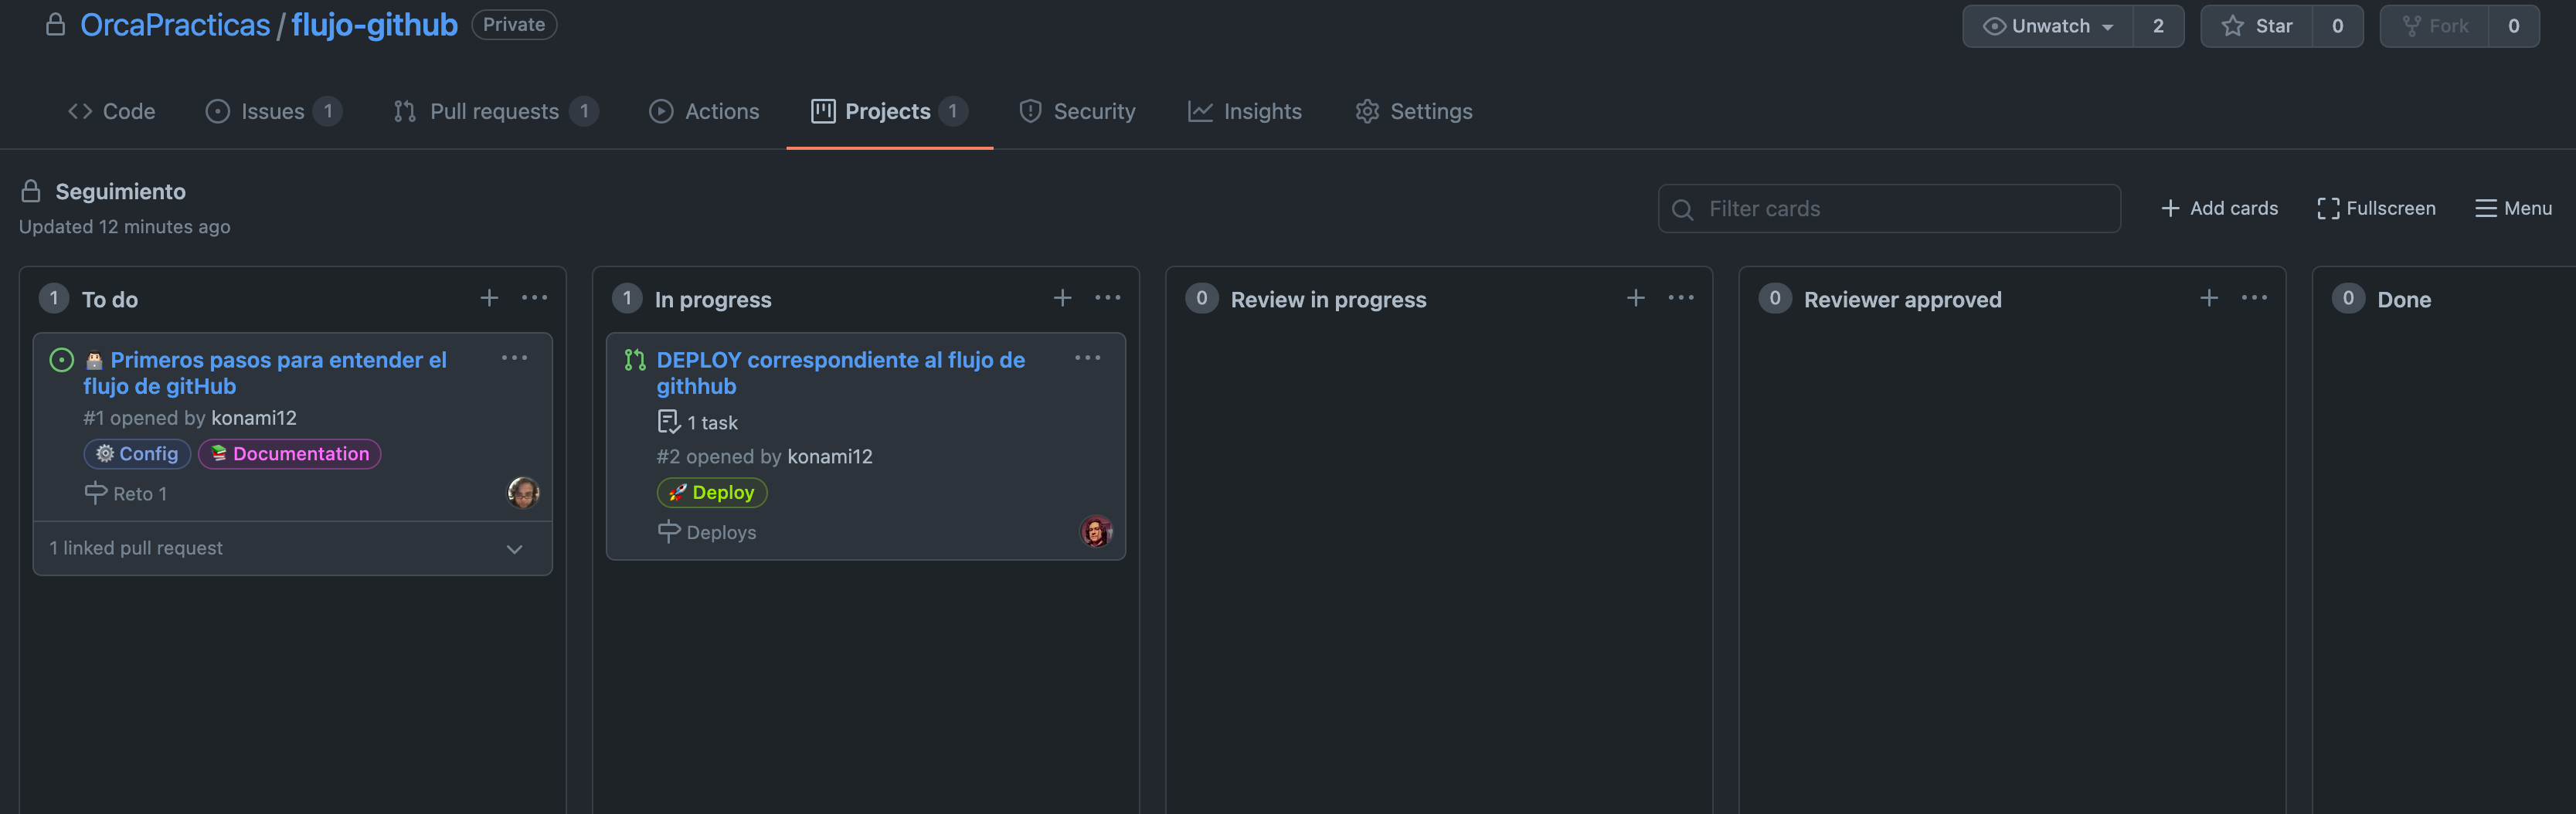 OrcaPracticas / flujo-github Private
Unwatch 2
Star 0
Fork 0
Code
Issues 1
Pull requests 1
Actions
Projects 1
Security
Insights
Settings
Seguimiento
Updated 12 minutes ago
Filter cards
Add cards
Fullscreen
Menu
1 To do
👨🏻‍💻 Primeros pasos para entender el
flujo de gitHub
#1 opened by konami12
⚙️ Config 📚 Documentation
Reto 1
1 linked pull request
1 In progress
DEPLOY correspondiente al flujo de
githhub
1 task
#2 opened by konami12
🚀 Deploy
Deploys
0 Review in progress
0 Reviewer approved
0 Done